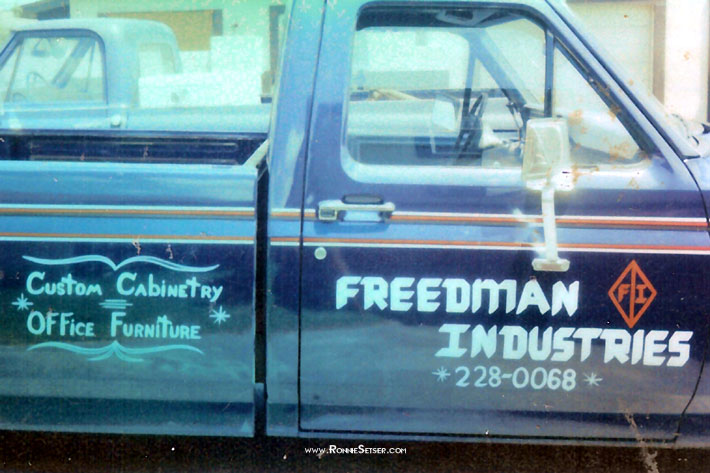 Custom Cabinetry
=
Office Furniture
Freedman
Industries
FI
*228-0068*
www.RonnieSetser.com